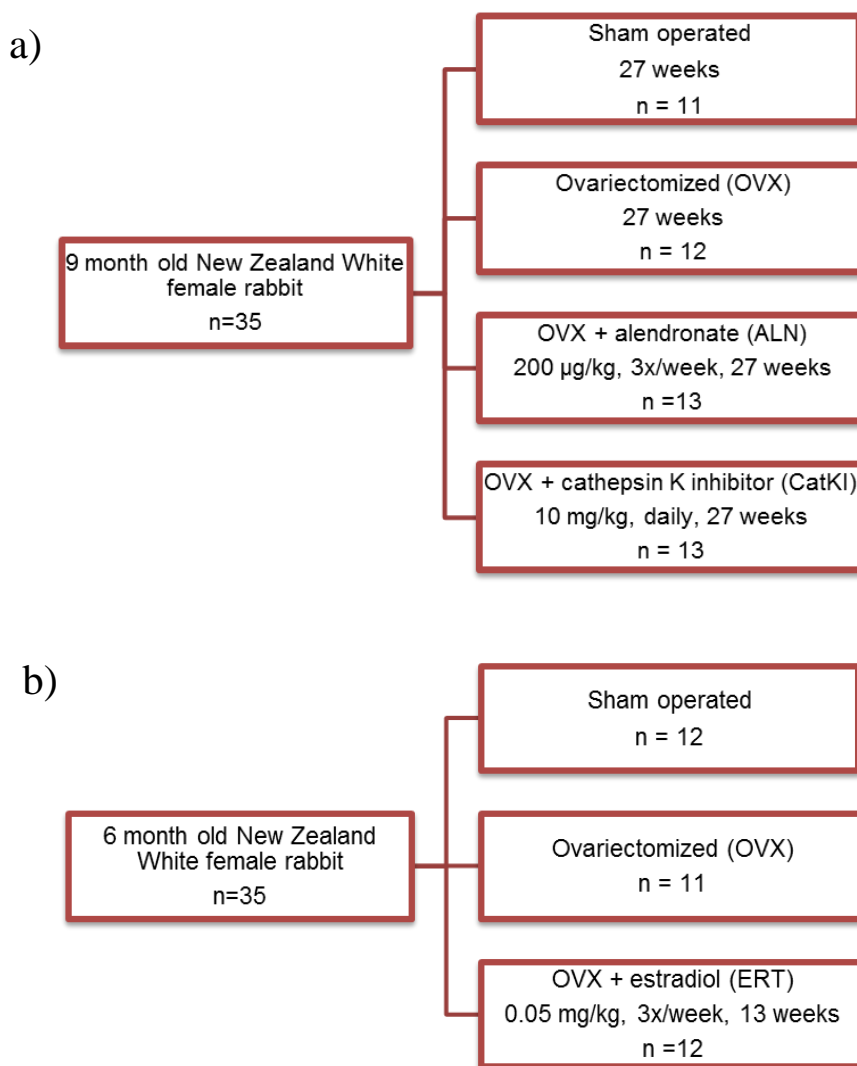 a)
Sham operated
27 weeks
n = 11
Ovariectomized (OVX)
27 weeks
n = 12
9 month old New Zealand White
female rabbit
n=35
OVX + alendronate (ALN)
200 µg/kg, 3x/week, 27 weeks
n =13
OVX + cathepsin K inhibitor (CatKI)
10 mg/kg, daily, 27 weeks
n = 13
b)
Sham operated
n = 12
6 month old New Zealand
White female rabbit
n=35
Ovariectomized (OVX)
n = 11
OVX + estradiol (ERT)
0.05 mg/kg, 3x/week, 13 weeks
n =12